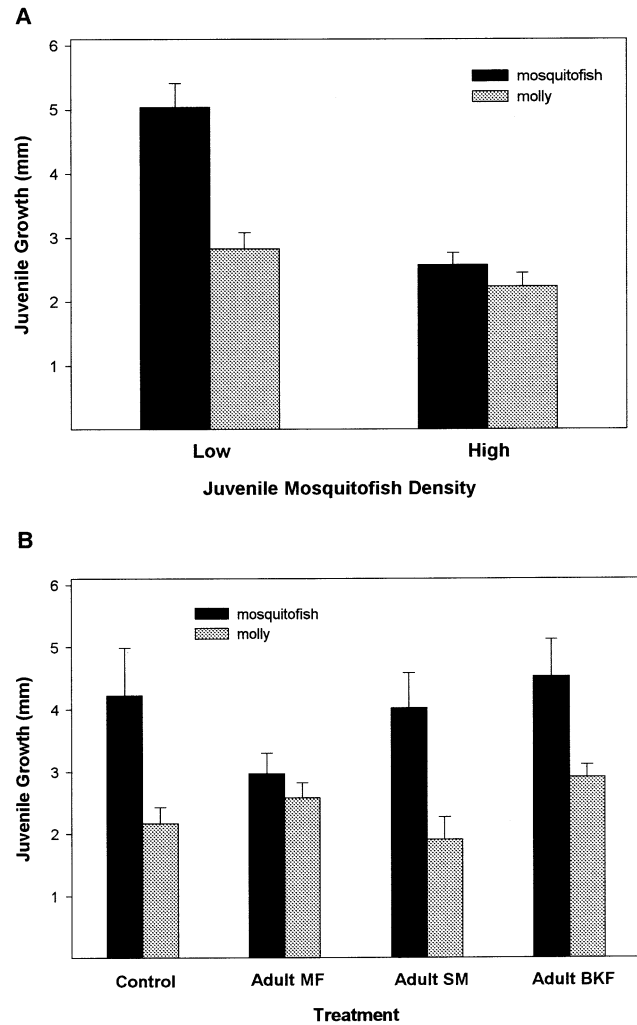 A
6
5
4
3
2
1
Juvenile Growth (mm)
mosquitofish
molly
Low High
Juvenile Mosquitofish Density
B
6
5
4
3
2
1
Juvenile Growth (mm)
mosquitofish
molly
Control Adult MF Adult SM Adult BKF
Treatment